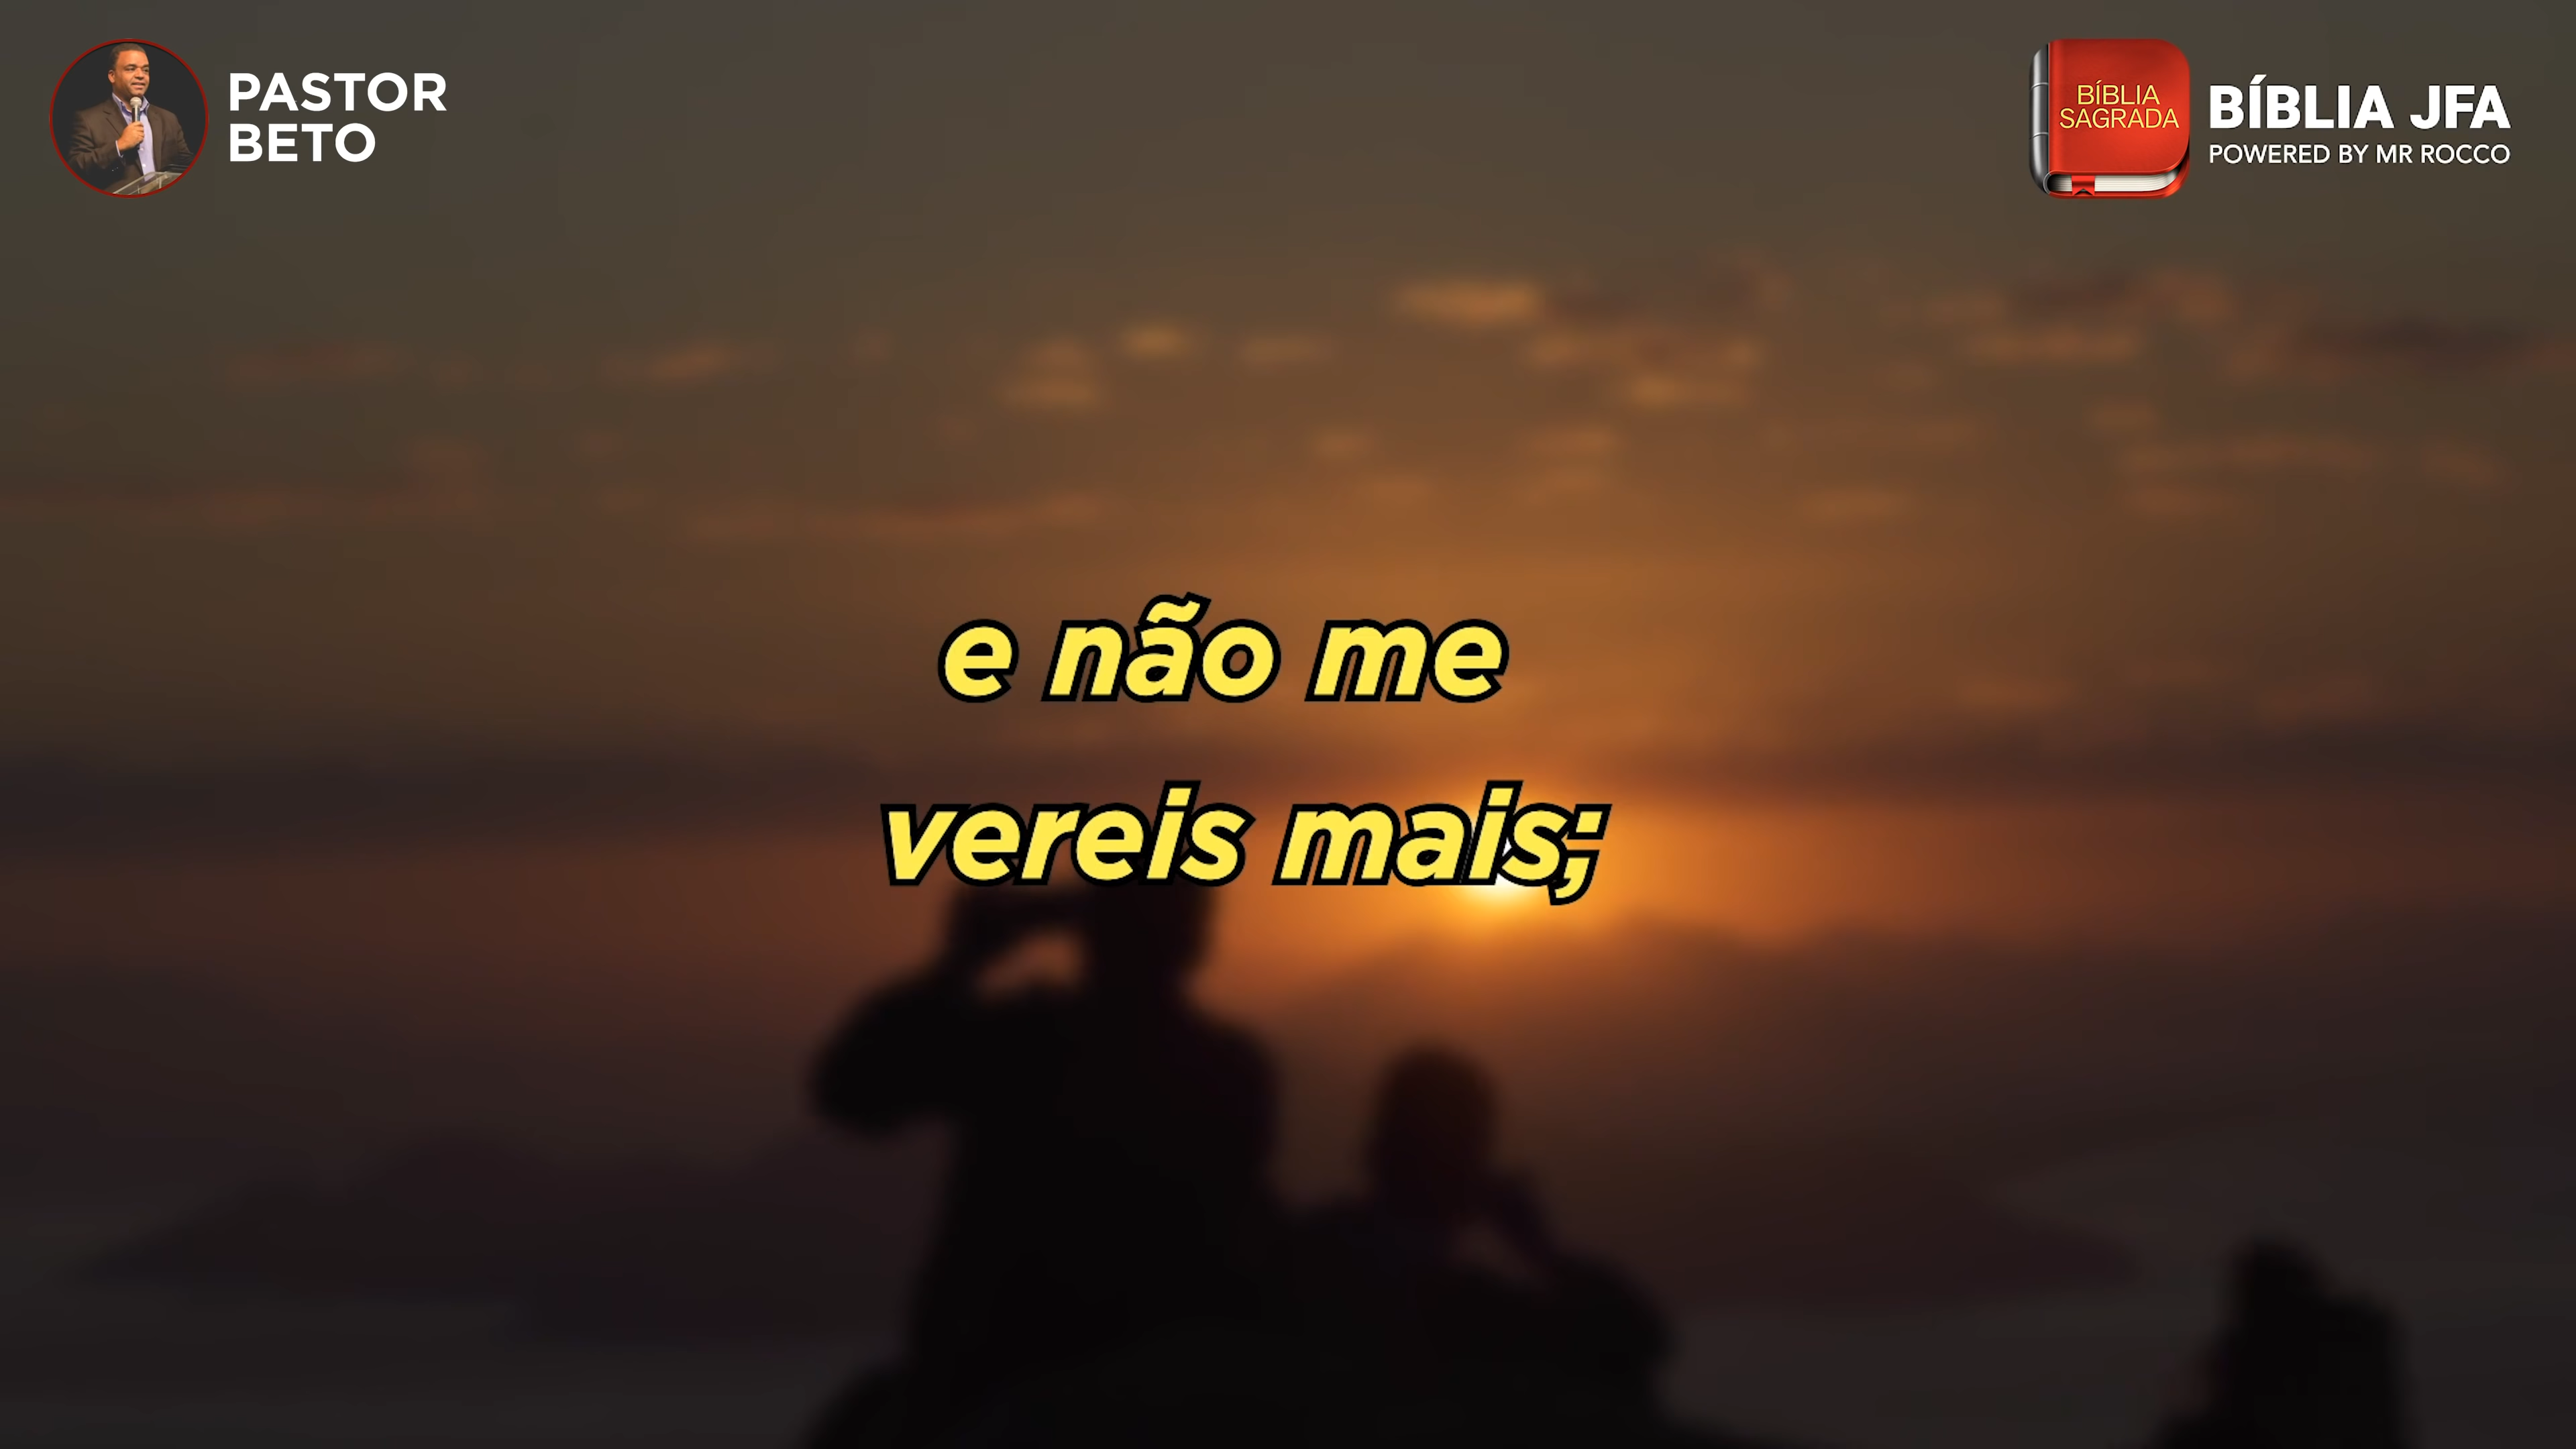 PASTOR
BETO
BÍBLIA
SAGRADA
BÍBLIA JFA
POWERED BY MR ROCCO
e não me
vereis mais;